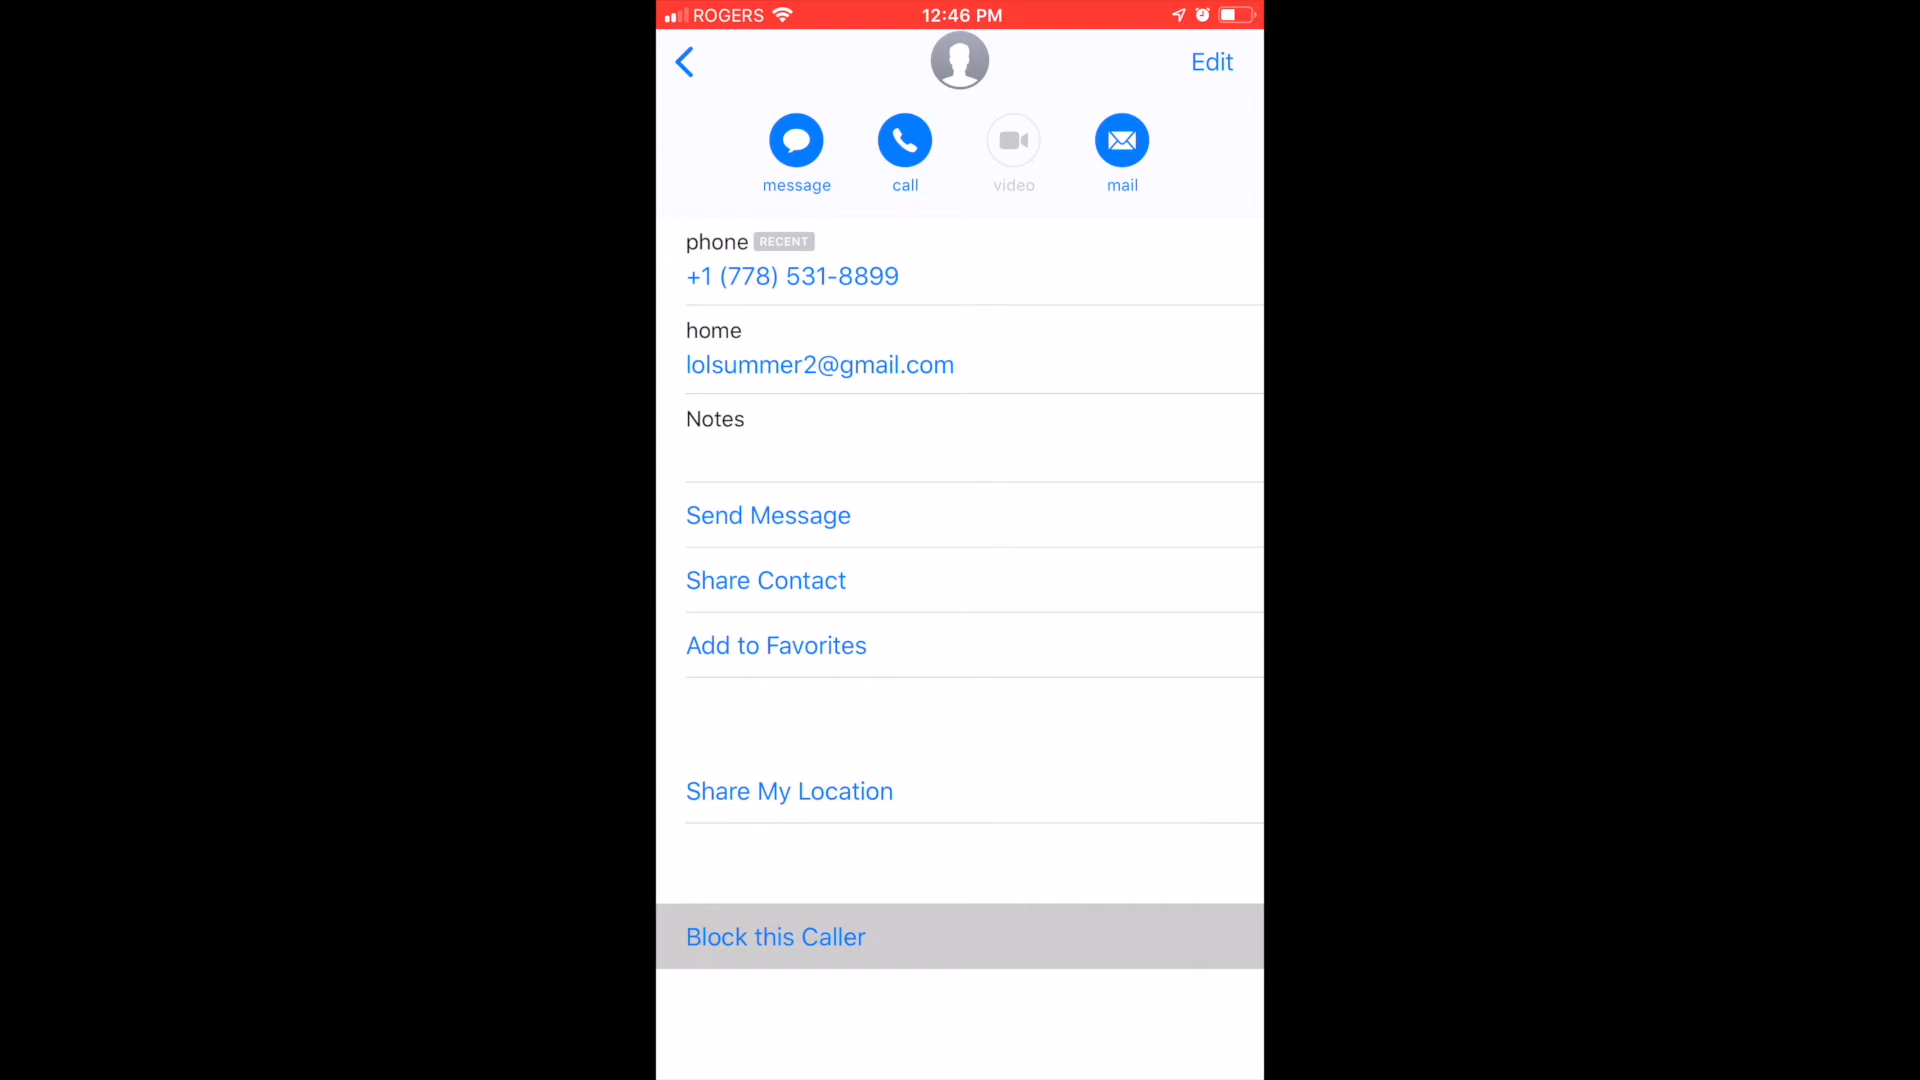 ROGERS 12:46 PM
Edit
message call video mail
phone RECENT
+1 (778) 531-8899
home
lolsummer2@gmail.com
Notes
Send Message
Share Contact
Add to Favorites
Share My Location
Block this Caller